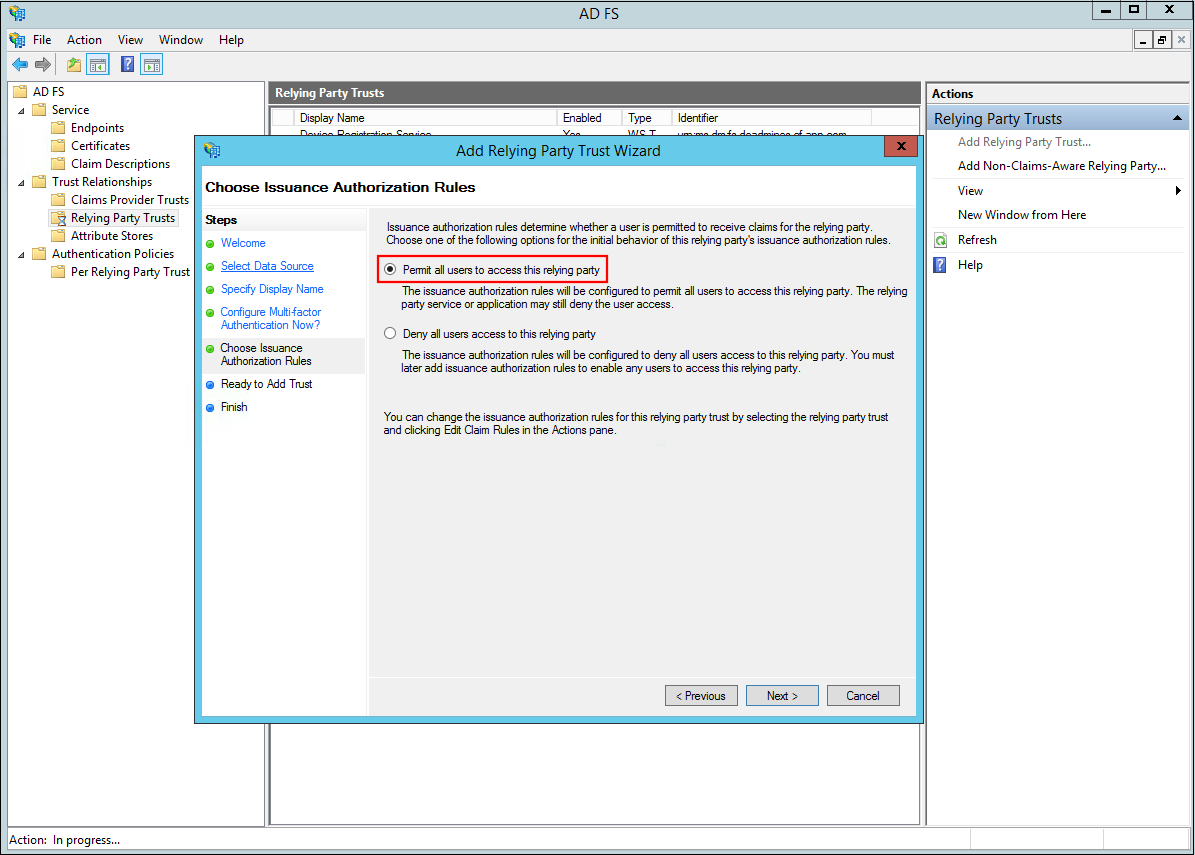 AD FS
File Action View Window Help
AD FS
Service
Endpoints
Certificates
Claim Descriptions
Trust Relationships
Claims Provider Trusts
Relying Party Trusts
Attribute Stores
Authentication Policies
Per Relying Party Trust
Relying Party Trusts
Display Name Enabled Type Identifier
Device Registration Service Yes WS-T
Add Relying Party Trust Wizard
Choose Issuance Authorization Rules
Steps
Welcome
Select Data Source
Specify Display Name
Configure Multi-factor
Authentication Now?
Choose Issuance
Authorization Rules
Ready to Add Trust
Finish
Issuance authorization rules determine whether a user is permitted to receive claims for the relying party.
Choose one of the following options for the initial behavior of this relying party's issuance authorization rules.
Permit all users to access this relying party
The issuance authorization rules will be configured to permit all users to access this relying party. The relying
party service or application may still deny the user access.
Deny all users access to this relying party
The issuance authorization rules will be configured to deny all users access to this relying party. You must
later add issuance authorization rules to enable any users to access this relying party.
You can change the issuance authorization rules for this relying party trust by selecting the relying party trust
and clicking Edit Claim Rules in the Actions pane.
< Previous Next > Cancel
Actions
Relying Party Trusts
Add Relying Party Trust...
Add Non-Claims-Aware Relying Party...
View
New Window from Here
Refresh
Help
Action: In progress...